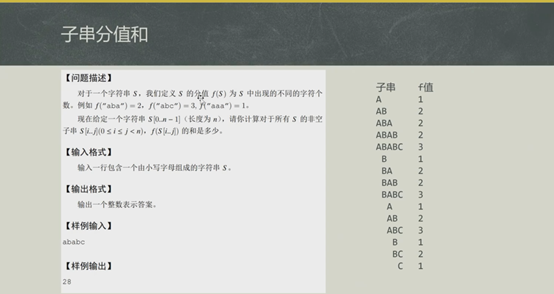 子串分值和
【问题描述】
对于一个字符串 S，我们定义 S 的分值 f(S) 为 S 中出现的不同的字符个
数。例如 f("aba") = 2，f("abc") = 3, f("aaa") = 1。
现在给定一个字符串 S[0..n − 1]（长度为 n），请你计算对于所有 S 的非空
子串 S[i..j](0 ≤ i ≤ j < n)，f(S[i..j]) 的和是多少。
【输入格式】
输入一行包含一个由小写字母组成的字符串 S。
【输出格式】
输出一个整数表示答案。
【样例输入】
ababc
【样例输出】
28
子串 f值
A 1
AB 2
ABA 2
ABAB 2
ABABC 3
B 1
BA 2
BAB 2
BABC 3
A 1
AB 2
ABC 3
B 1
BC 2
C 1